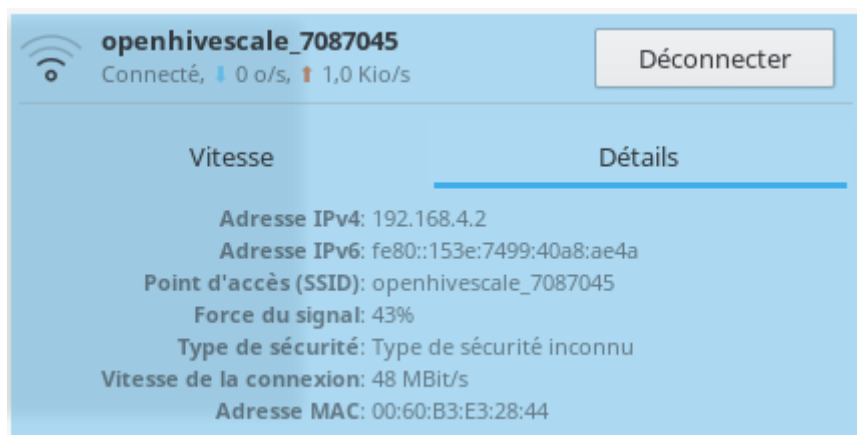 openhivescale_7087045
Déconnecter
Connecté, ⬇ 0 o/s, ⬆ 1,0 Kio/s
Vitesse
Détails
Adresse IPv4: 192.168.4.2
Adresse IPv6: fe80::153e:7499:40a8:ae4a
Point d'accès (SSID): openhivescale_7087045
Force du signal: 43%
Type de sécurité: Type de sécurité inconnu
Vitesse de la connexion: 48 MBit/s
Adresse MAC: 00:60:B3:E3:28:44